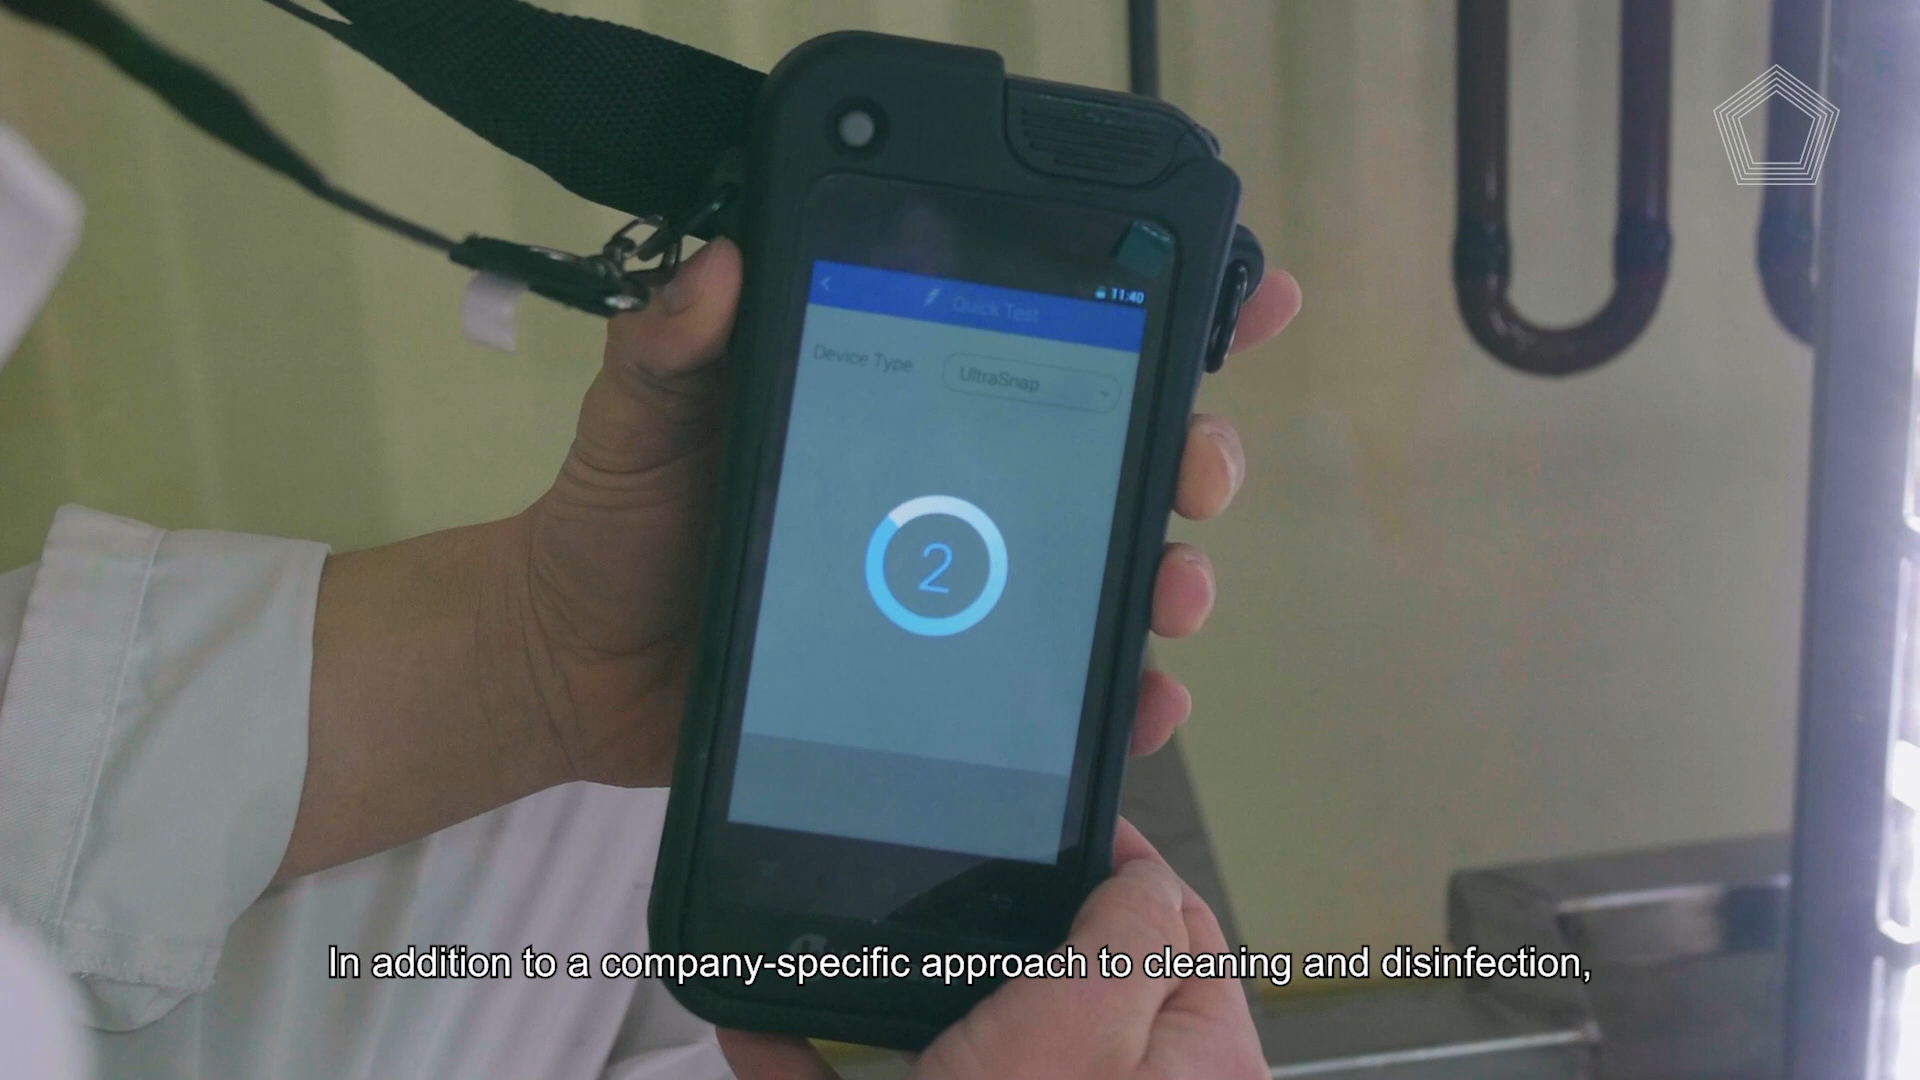 11:40
Quick Test
Device Type
UltraSnap
2
In addition to a company-specific approach to cleaning and disinfection,